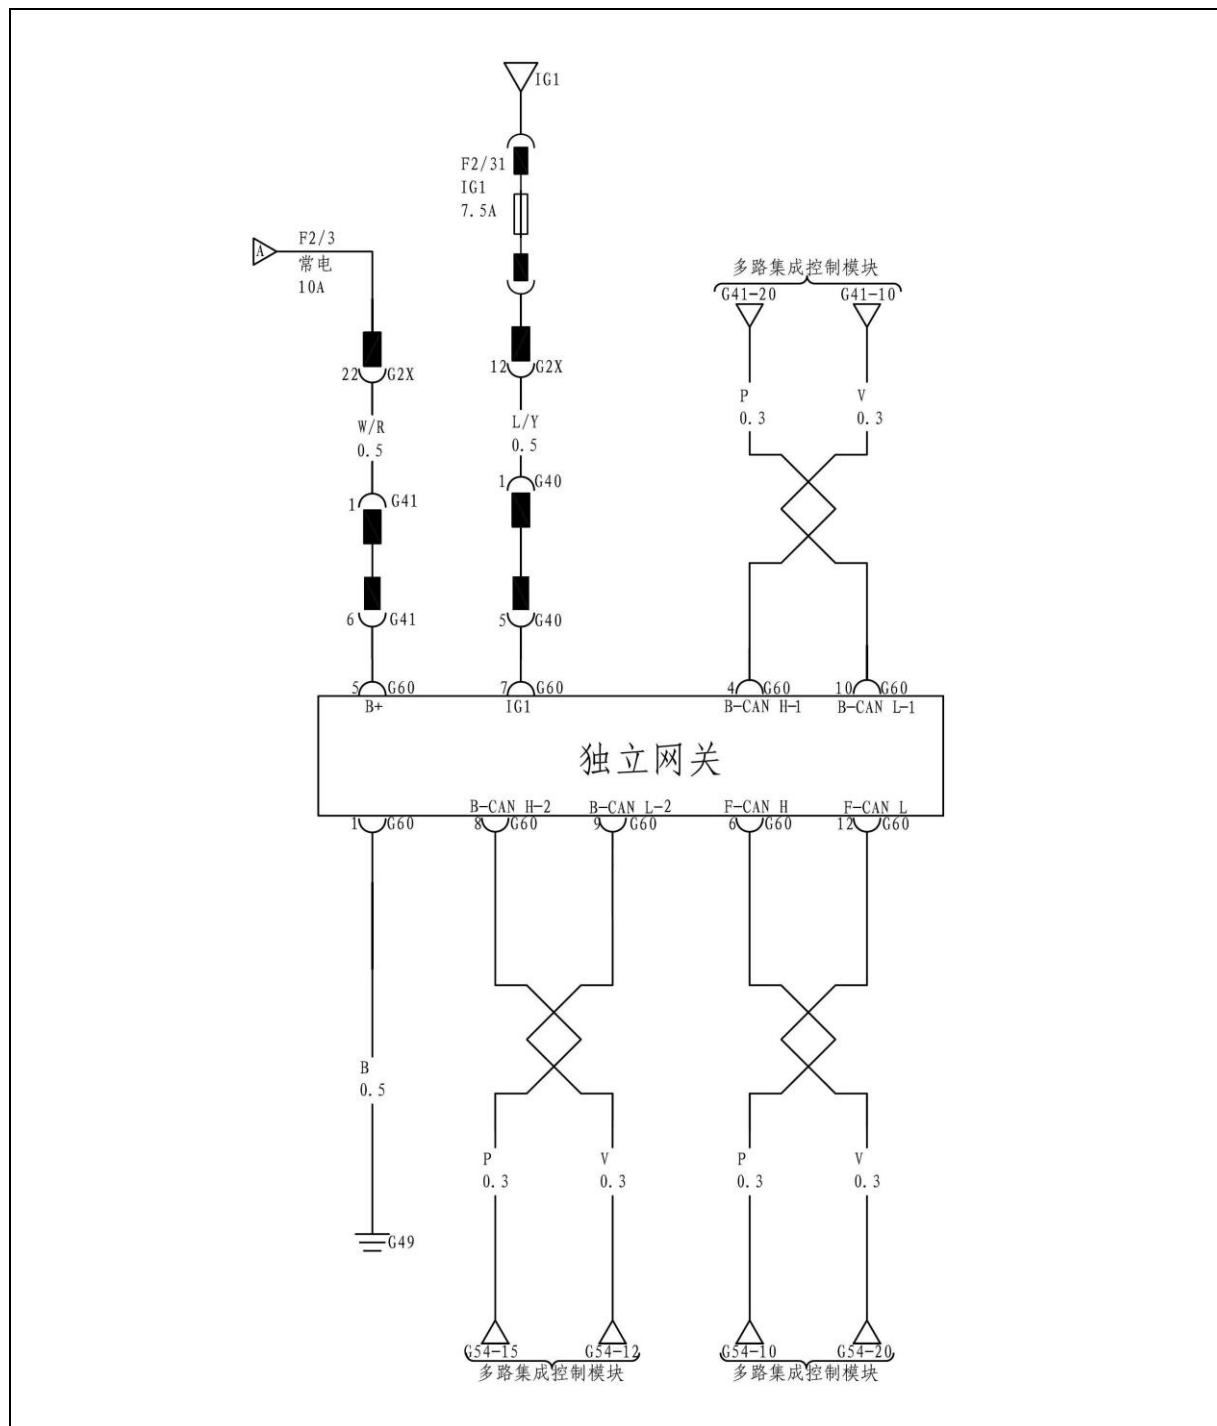 IG1
F2/31
IG1
7.5A
A
F2/3
常电
10A
多路集成控制模块
G41-20
G41-10
22
G2X
12
G2X
P
0.3
V
0.3
W/R
0.5
L/Y
0.5
1
G41
1
G40
6
G41
5
G40
5
G60
7
G60
4
G60
10
G60
B+
IG1
B-CAN H-1
B-CAN L-1
独立网关
B-CAN H-2
B-CAN L-2
F-CAN H
F-CAN L
1
G60
8
G60
9
G60
6
G60
12
G60
B
0.5
P
0.3
V
0.3
P
0.3
V
0.3
G49
G54-15
G54-12
G54-10
G54-20
多路集成控制模块
多路集成控制模块